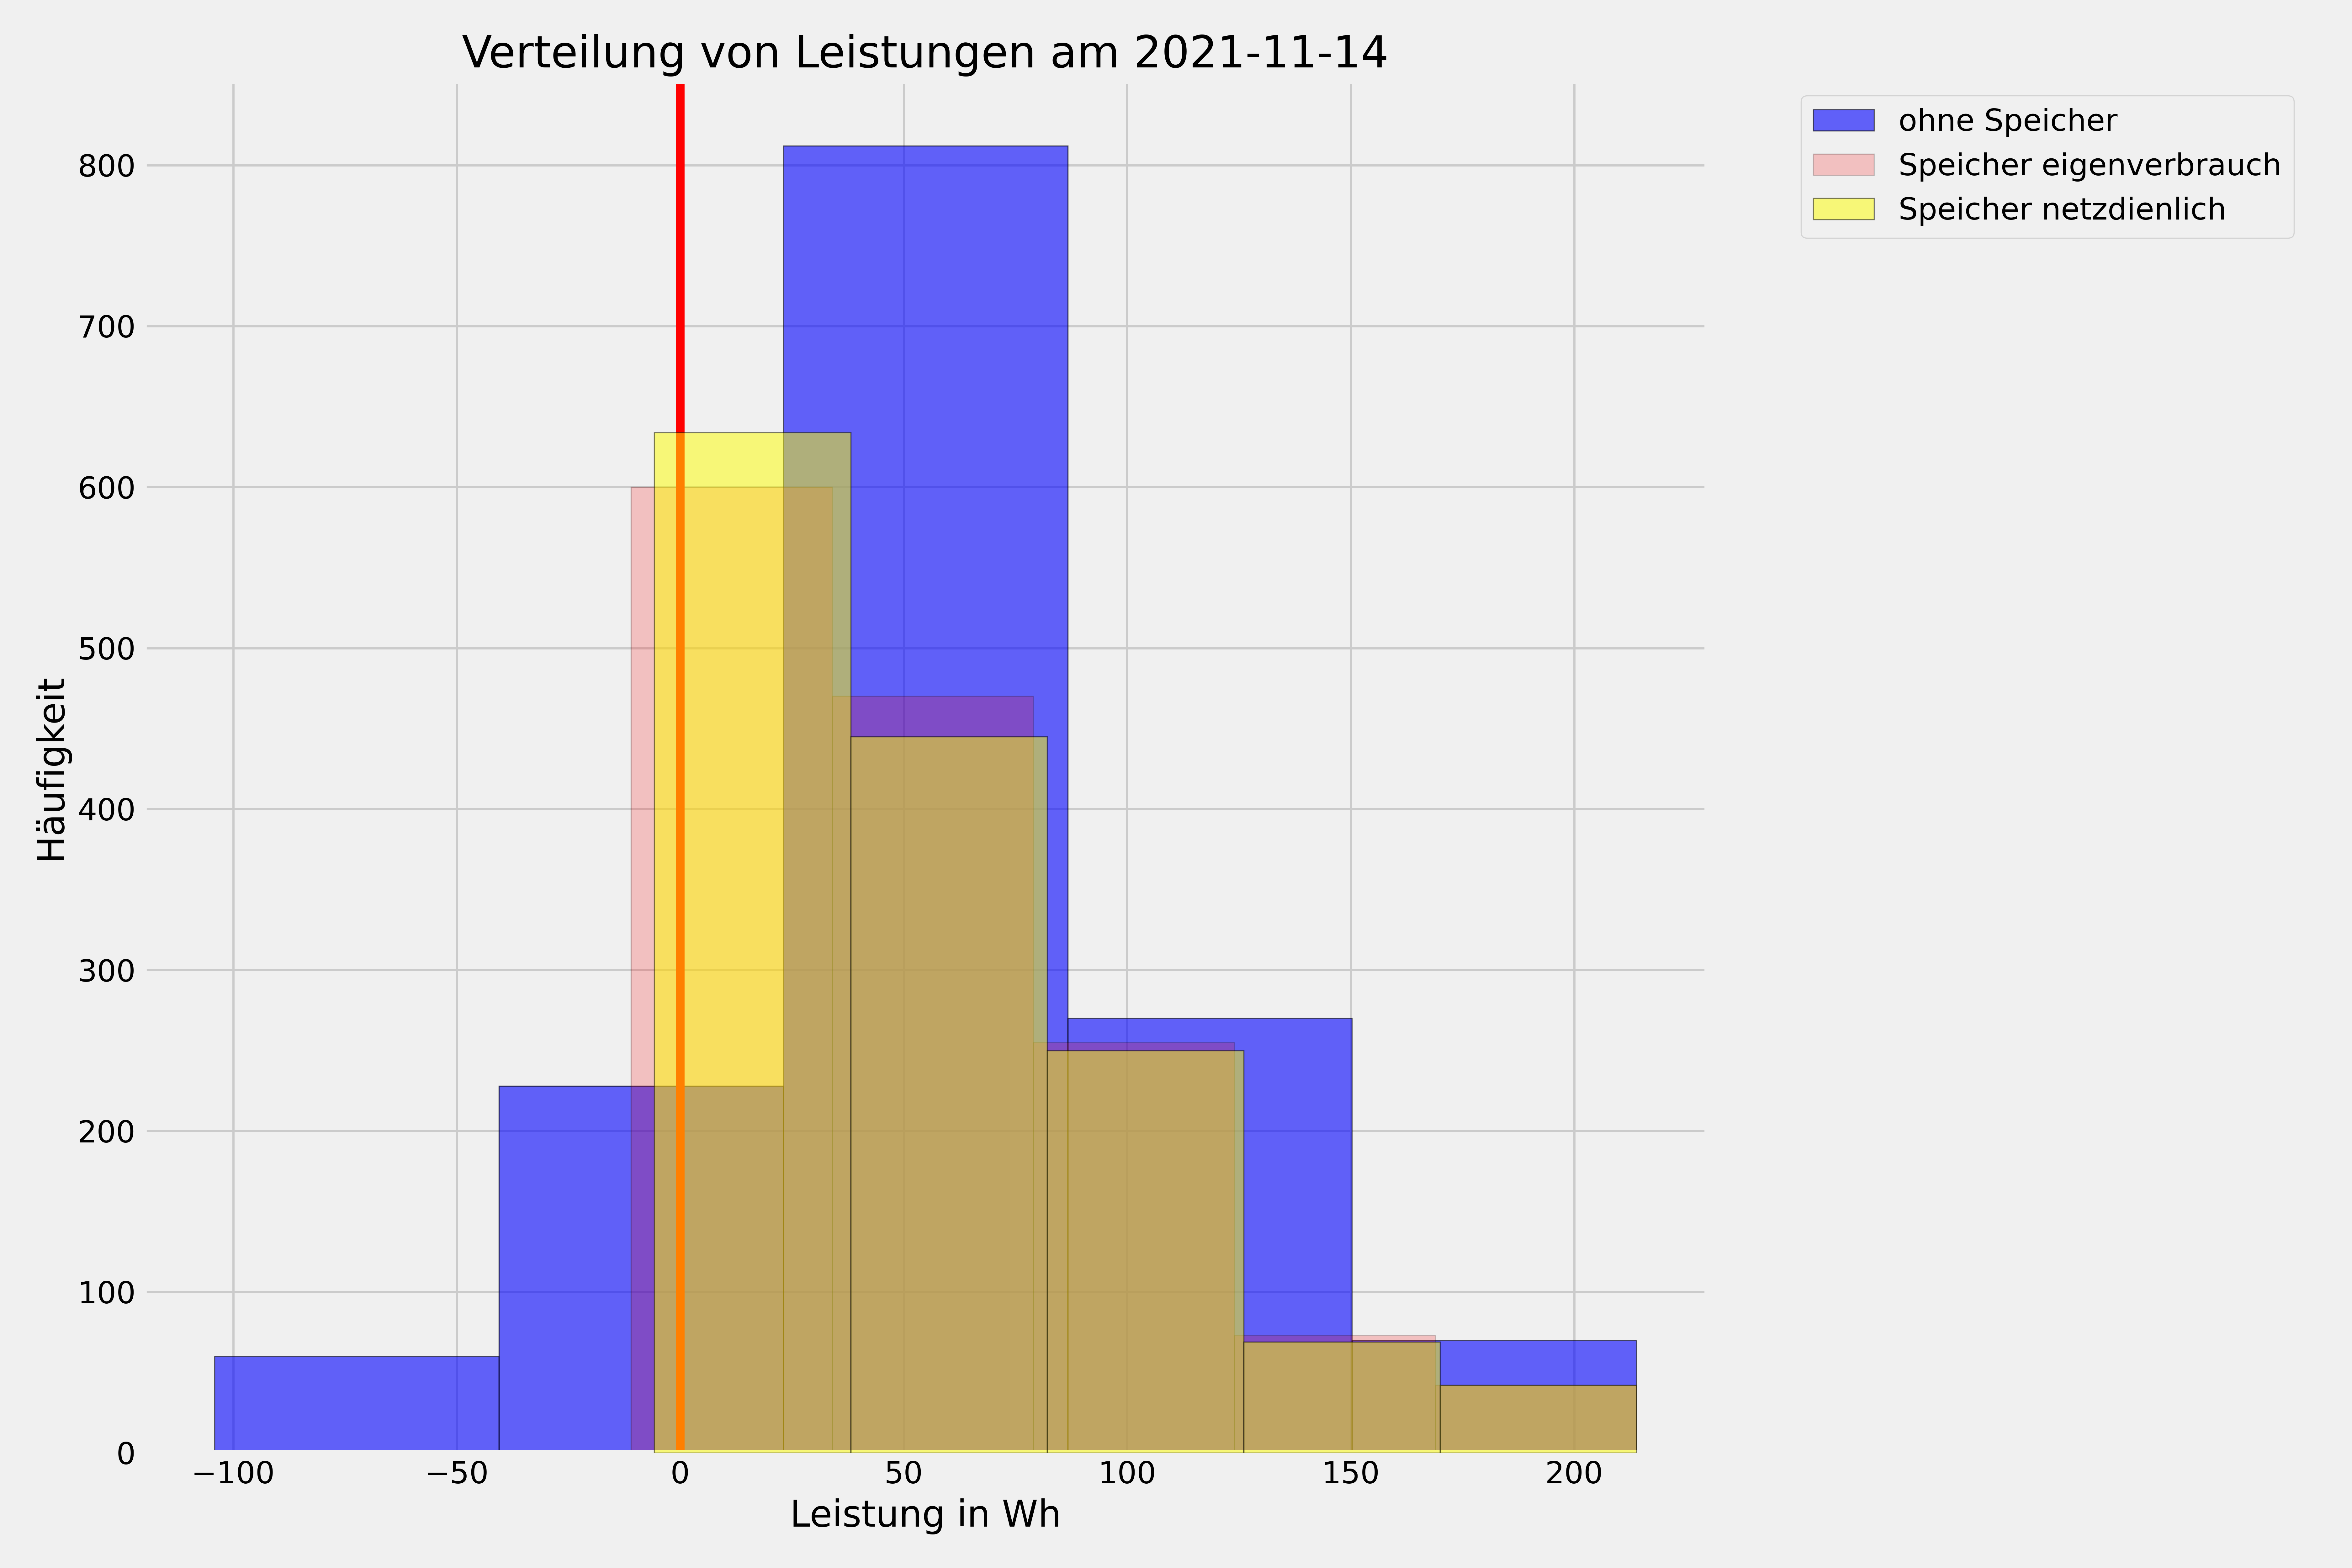 Verteilung von Leistungen am 2021-11-14
ohne Speicher
Speicher eigenverbrauch
Speicher netzdienlich
Häufigkeit
800
700
600
500
400
300
200
100
0
−100 −50 0 50 100 150 200
Leistung in Wh